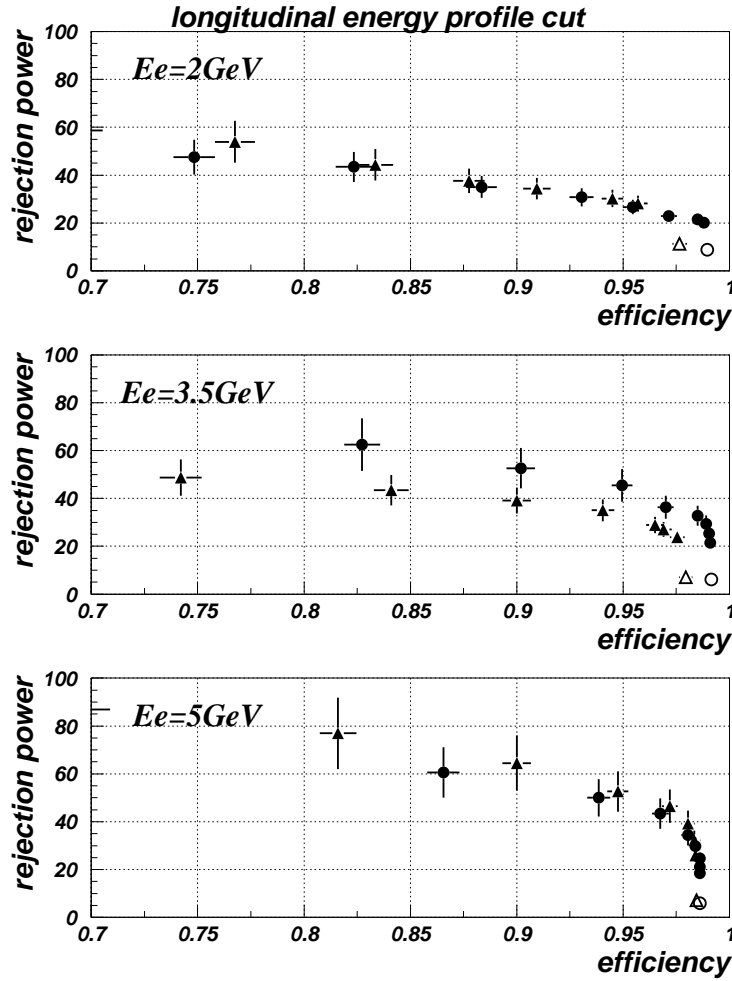 longitudinal energy profile cut
rejection power
100
80
60
40
20
0
Ee=2GeV
0.7 0.75 0.8 0.85 0.9 0.95 1
efficiency
rejection power
100
80
60
40
20
0
Ee=3.5GeV
0.7 0.75 0.8 0.85 0.9 0.95 1
efficiency
rejection power
100
80
60
40
20
0
Ee=5GeV
0.7 0.75 0.8 0.85 0.9 0.95 1
efficiency